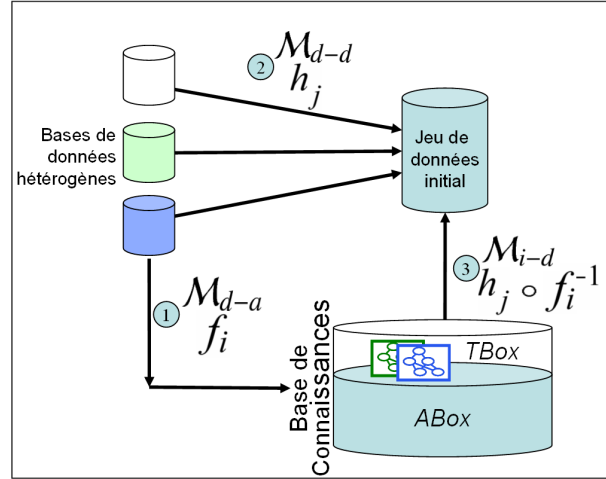 2
M_{d-d}
h_j
Bases de
données
hétérogènes
Jeu de
données
initial
1
M_{d-a}
f_i
3
M_{i-d}
h_j ∘ f_i^{-1}
Base de
Connaissances
TBox
ABox